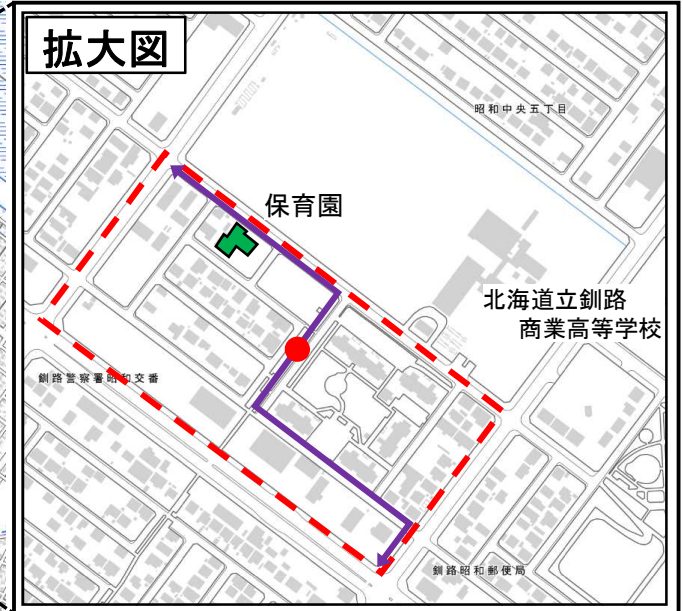 拡大図
昭和中央五丁目
保育園
北海道立釧路
商業高等学校
釧路警察署昭和交番
釧路昭和郵便局